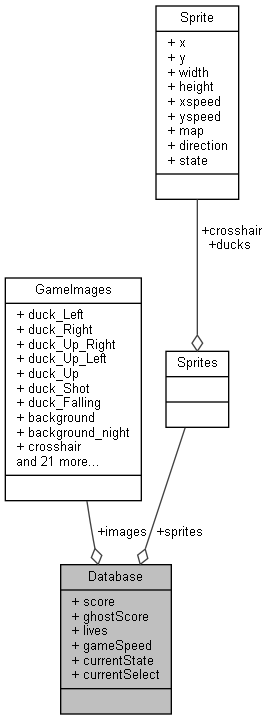 Sprite
+ x
+ y
+ width
+ height
+ xspeed
+ yspeed
+ map
+ direction
+ state
+crosshair
+ducks
GameImages
+ duck_Left
+ duck_Right
+ duck_Up_Right
+ duck_Up_Left
+ duck_Up
+ duck_Shot
+ duck_Falling
+ background
+ background_night
+ crosshair
and 21 more...
Sprites
+images
+sprites
Database
+ score
+ ghostScore
+ lives
+ gameSpeed
+ currentState
+ currentSelect